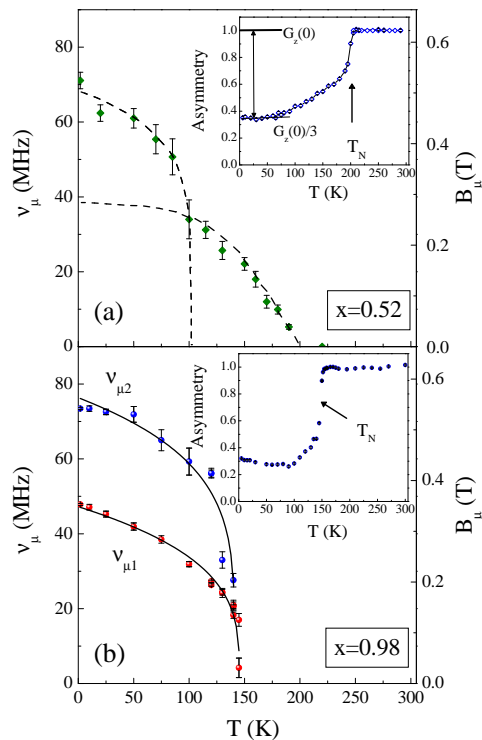 80
60
40
20
0
ν_μ (MHz)
0.6
0.4
0.2
0.0
B_μ(T)
1.0
0.8
0.6
0.4
0.2
0.0
Asymmetry
G_z(0)
G_z(0)/3
T_N
0 50 100 150 200 250 300
T (K)
(a)
x=0.52
80
60
40
20
0
ν_μ (MHz)
0.6
0.4
0.2
0.0
B_μ(T)
ν_μ2
ν_μ1
1.0
0.8
0.6
0.4
0.2
0.0
Asymmetry
T_N
0 50 100 150 200 250 300
T (K)
(b)
x=0.98
0 50 100 150 200 250 300
T (K)